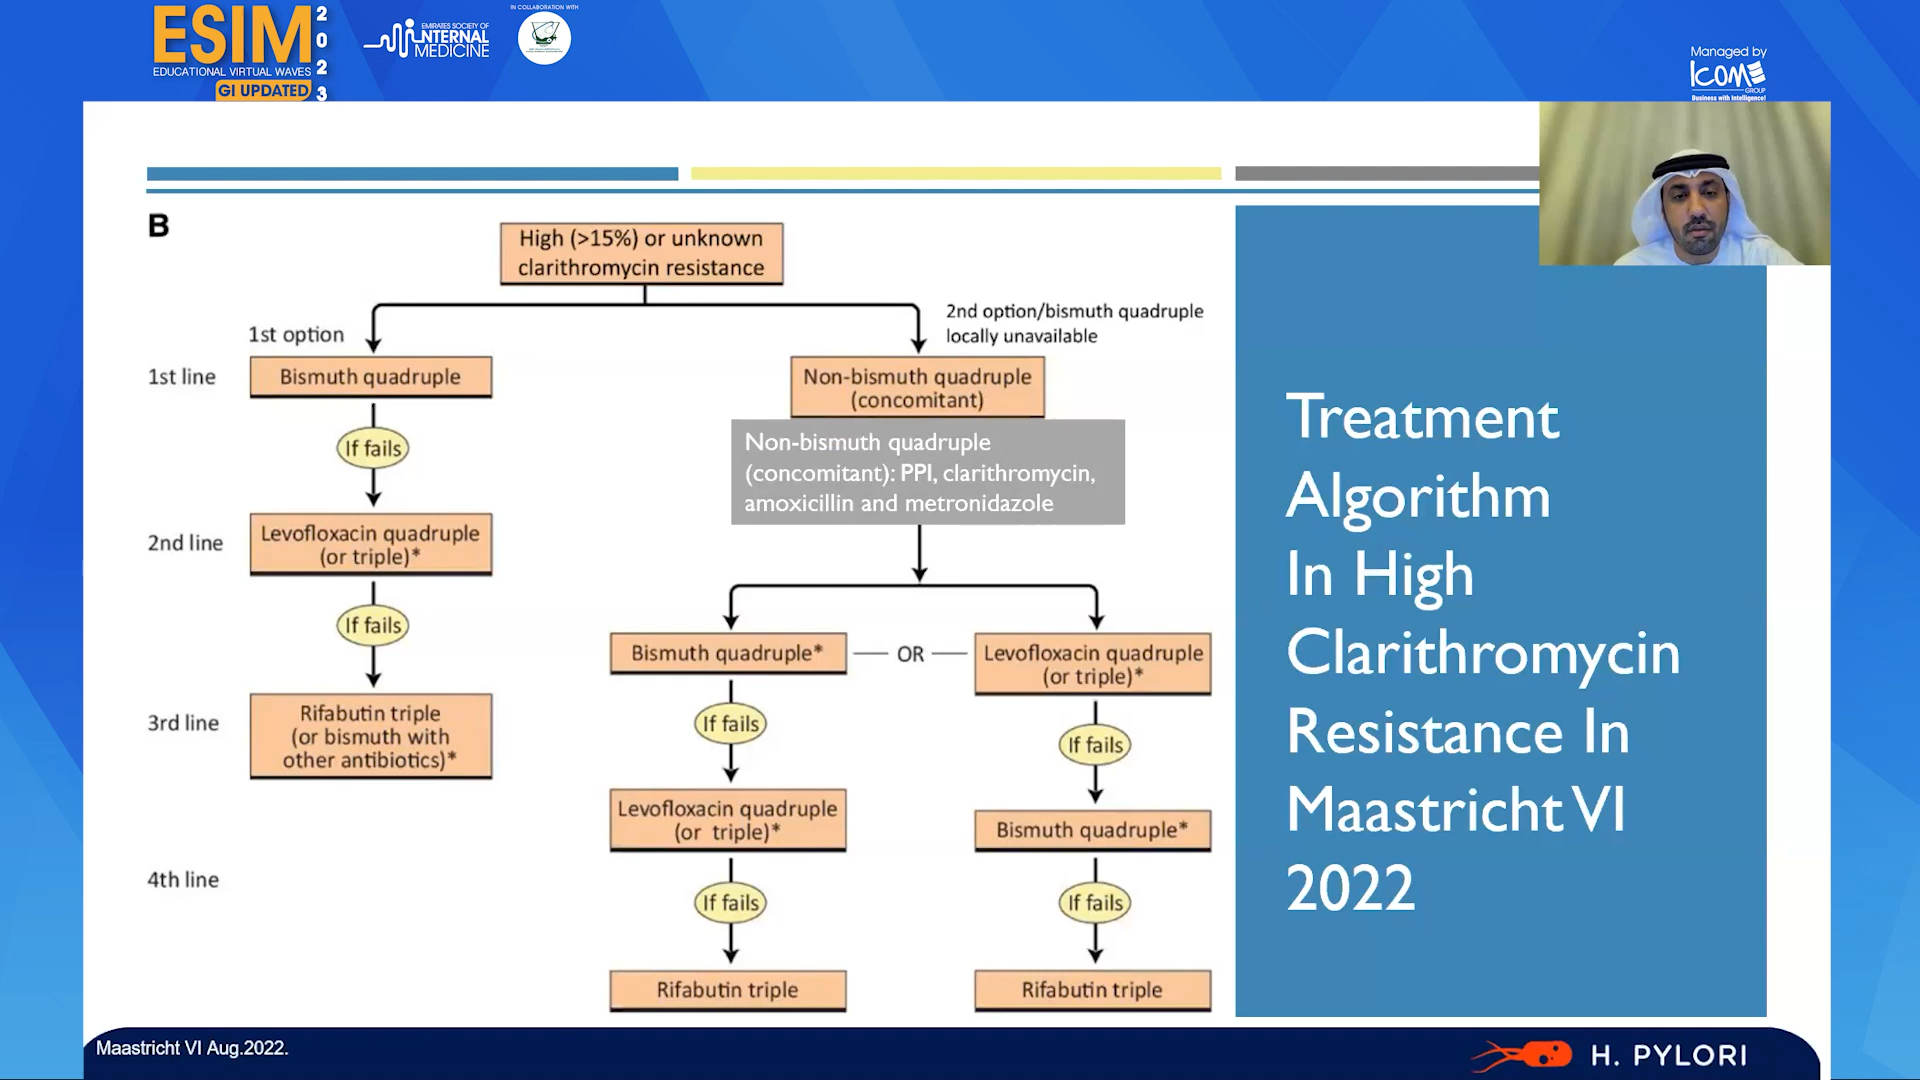 ESIM
2023
EDUCATIONAL VIRTUAL WAVES
GI UPDATED
EMIRATES SOCIETY OF
INTERNAL
MEDICINE
IN COLLABORATION WITH
Managed by
ICOME
GROUP
Business with Intelligence!
B
High (>15%) or unknown
clarithromycin resistance
1st option
2nd option/bismuth quadruple
locally unavailable
1st line
Bismuth quadruple
Non-bismuth quadruple
(concomitant)
If fails
Non-bismuth quadruple
(concomitant): PPI, clarithromycin,
amoxicillin and metronidazole
2nd line
Levofloxacin quadruple
(or triple)*
If fails
Bismuth quadruple*
OR
Levofloxacin quadruple
(or triple)*
3rd line
Rifabutin triple
(or bismuth with
other antibiotics)*
If fails
If fails
Levofloxacin quadruple
(or triple)*
Bismuth quadruple*
4th line
If fails
If fails
Rifabutin triple
Rifabutin triple
Treatment
Algorithm
In High
Clarithromycin
Resistance In
Maastricht VI
2022
Maastricht VI Aug.2022.
H. PYLORI